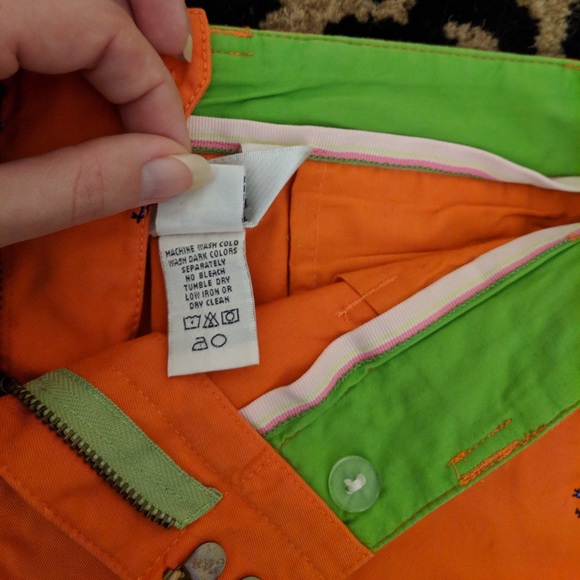 MACHINE WASH COLD
WASH DARK COLORS
SEPARATELY
NO BLEACH
TUMBLE DRY
LOW IRON OR
DRY CLEAN